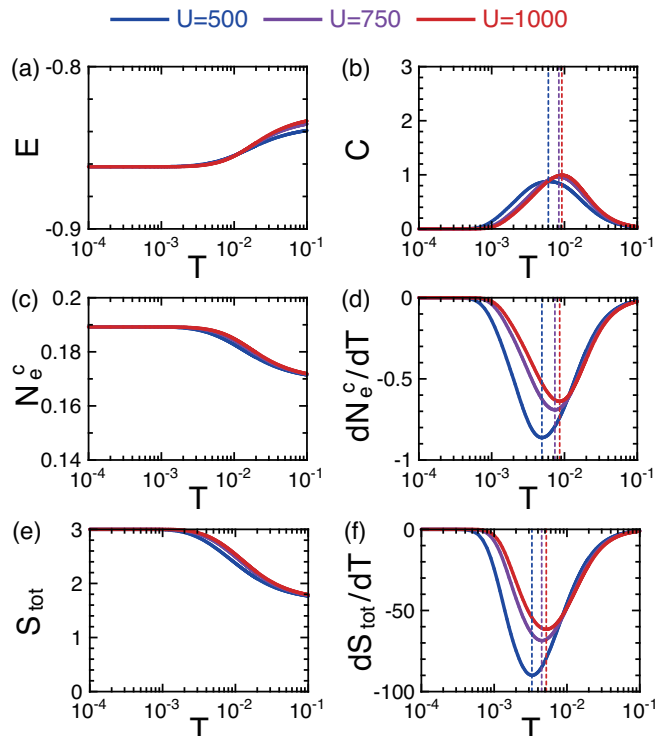 U=500 U=750 U=1000
(a) (b)
-0.8
E
-0.9
10⁻⁴ 10⁻³ 10⁻² 10⁻¹
T
3
2
1
0
C
10⁻⁴ 10⁻³ 10⁻² 10⁻¹
T
(c) (d)
0.2
0.18
0.16
0.14
Nₑᶜ
10⁻⁴ 10⁻³ 10⁻² 10⁻¹
T
0
-0.5
-1
dNₑᶜ/dT
10⁻⁴ 10⁻³ 10⁻² 10⁻¹
T
(e) (f)
3
2
1
0
Sₜₒₜ
10⁻⁴ 10⁻³ 10⁻² 10⁻¹
T
0
-50
-100
dSₜₒₜ/dT
10⁻⁴ 10⁻³ 10⁻² 10⁻¹
T